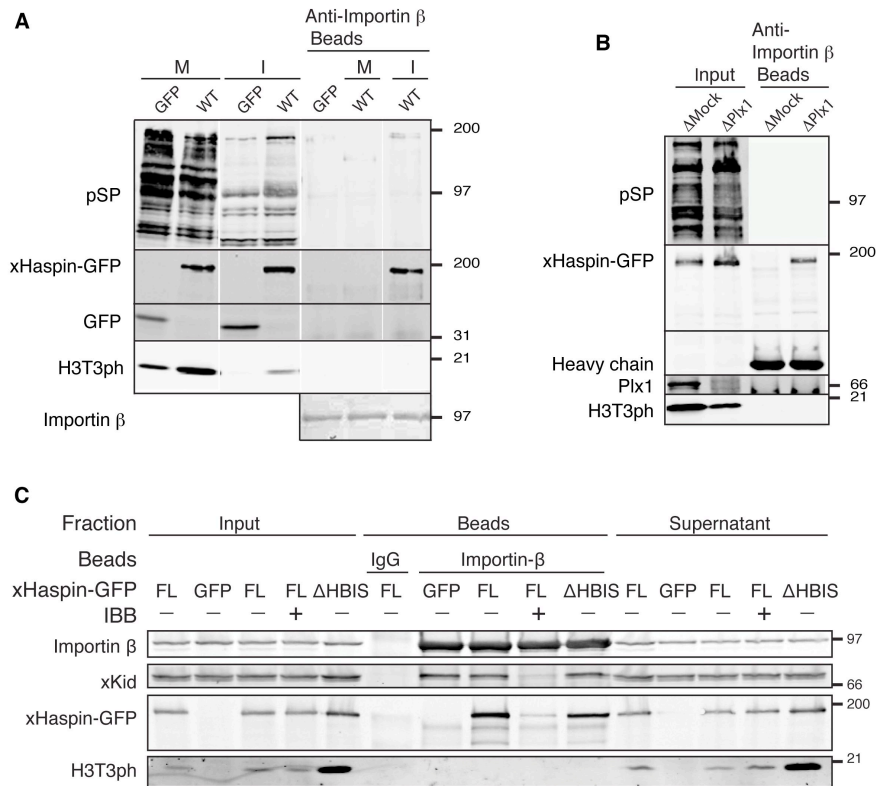 A
Anti-Importin β
Beads
M I M I
GFP WT GFP WT GFP WT WT
pSP
200
97
xHaspin-GFP
200
GFP
31
H3T3ph
21
Importin β
97
B
Anti-
Importin β
Input Beads
ΔMock ΔPlx1 ΔMock ΔPlx1
pSP
97
xHaspin-GFP
200
Heavy chain
Plx1
66
H3T3ph
21
C
Fraction Input Beads Supernatant
Beads IgG Importin-β
xHaspin-GFP FL GFP FL FL ΔHBIS FL GFP FL FL ΔHBIS FL GFP FL FL ΔHBIS
IBB − − − + − − − − + − − − − + −
Importin β
97
xKid
66
xHaspin-GFP
200
H3T3ph
21